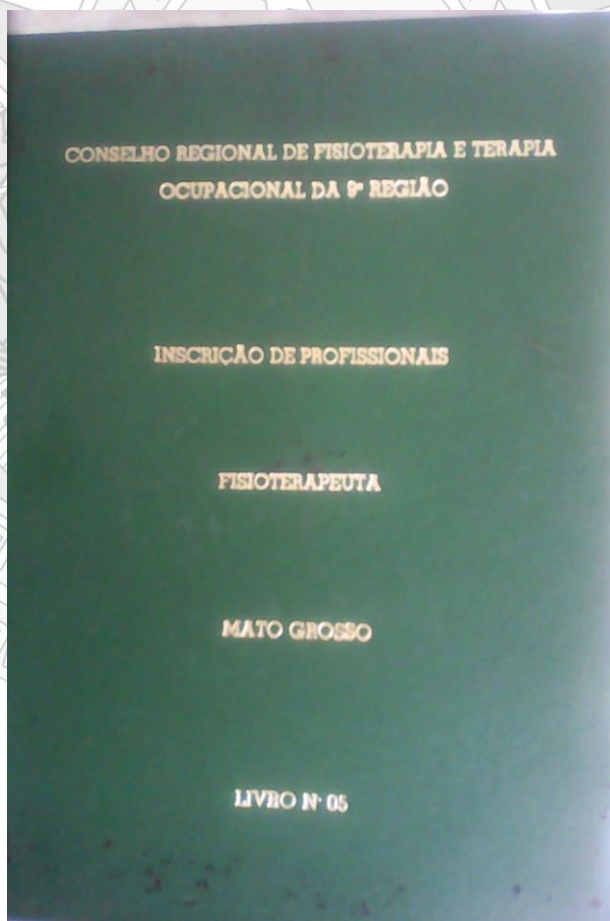 CONSELHO REGIONAL DE FISIOTERAPIA E TERAPIA
OCUPACIONAL DA 9ª REGIÃO
INSCRIÇÃO DE PROFISSIONAIS
FISIOTERAPEUTA
MATO GROSSO
LIVRO Nº 05